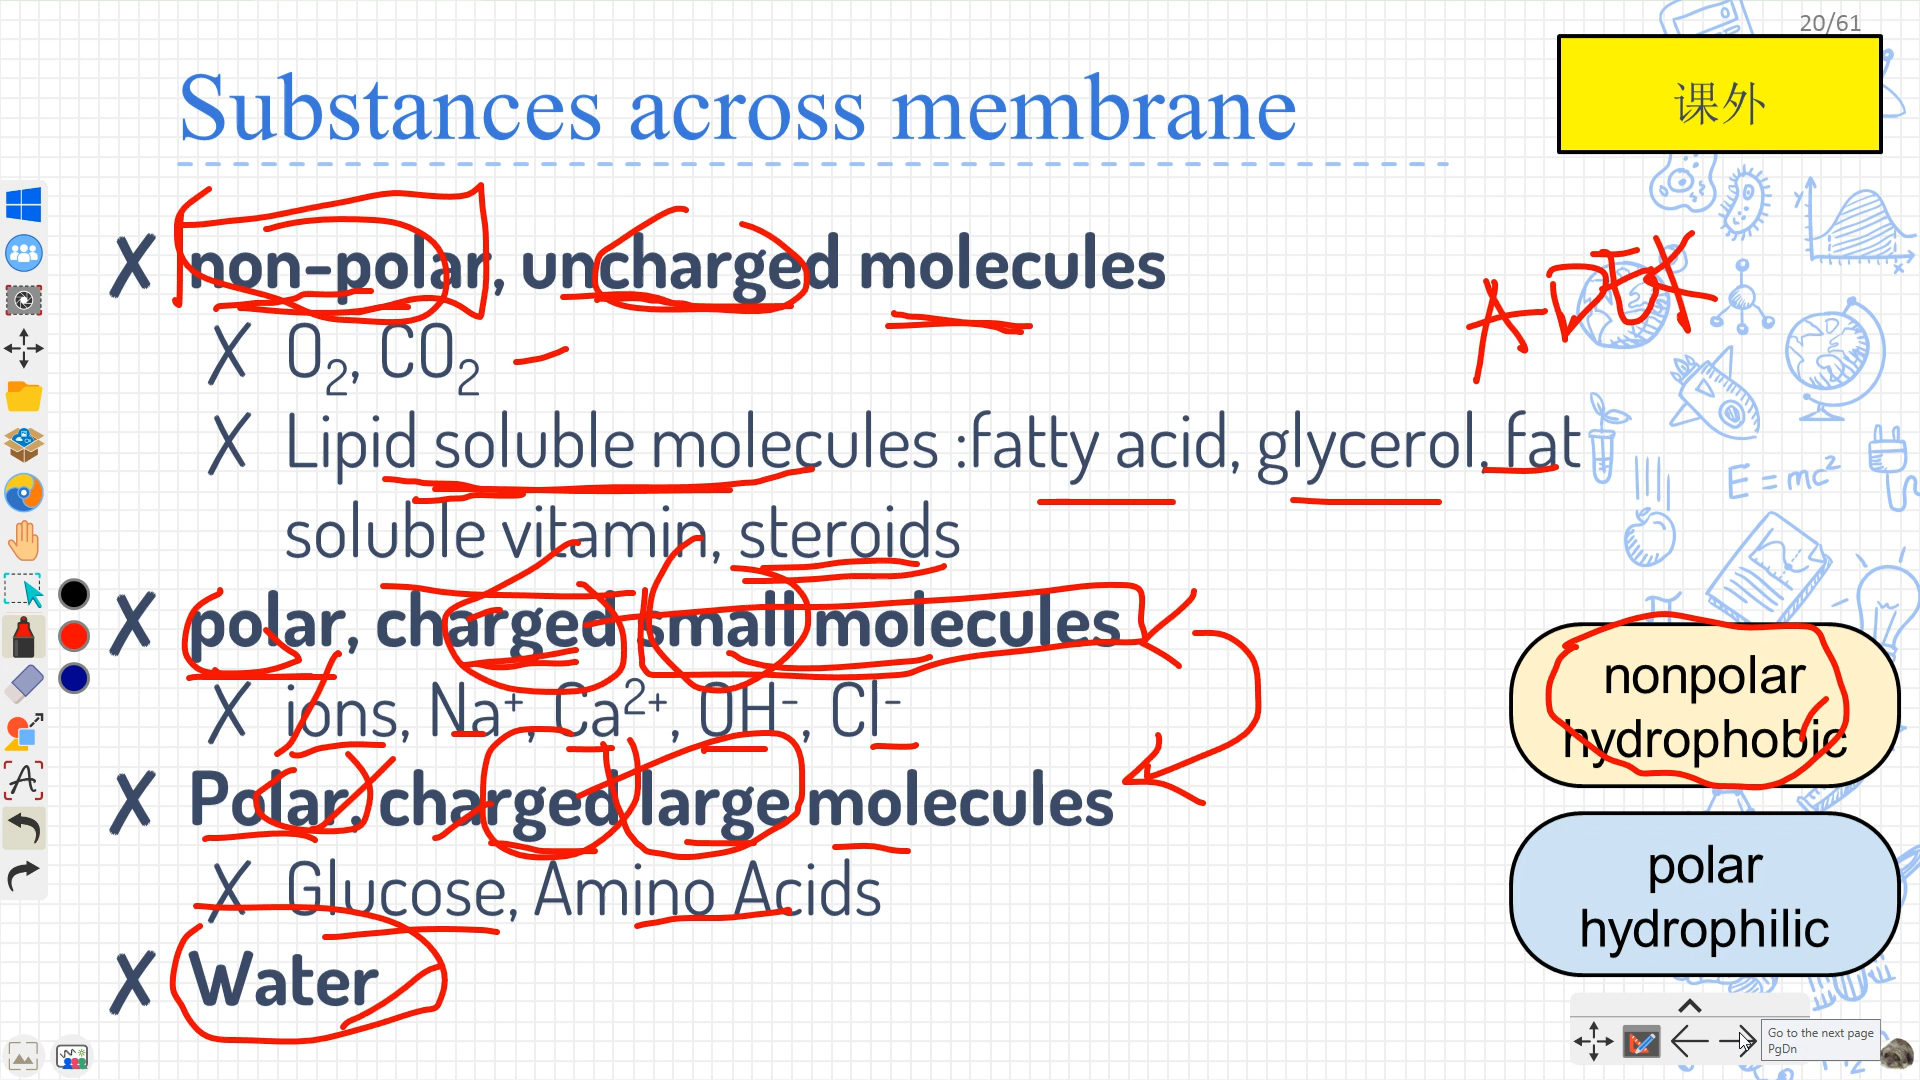 20/61
课外
Substances across membrane
non-polar, uncharged molecules
O₂, CO₂
Lipid soluble molecules :fatty acid, glycerol, fat
soluble vitamin, steroids
polar, charged small molecules
ions, Na⁺, Ca²⁺, OH⁻, Cl⁻
Polar, charged large molecules
Glucose, Amino Acids
Water
E = mc²
nonpolar
hydrophobic
polar
hydrophilic
Go to the next page
PgDn